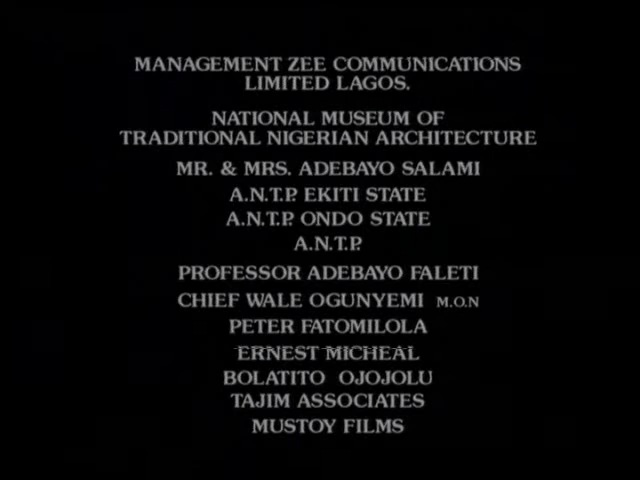 MANAGEMENT ZEE COMMUNICATIONS
LIMITED LAGOS.
NATIONAL MUSEUM OF
TRADITIONAL NIGERIAN ARCHITECTURE
MR. & MRS. ADEBAYO SALAMI
A.N.T.P. EKITI STATE
A.N.T.P. ONDO STATE
A.N.T.P.
PROFESSOR ADEBAYO FALETI
CHIEF WALE OGUNYEMI M.O.N
PETER FATOMILOLA
ERNEST MICHEAL
BOLATITO OJOJOLU
TAJIM ASSOCIATES
MUSTOY FILMS